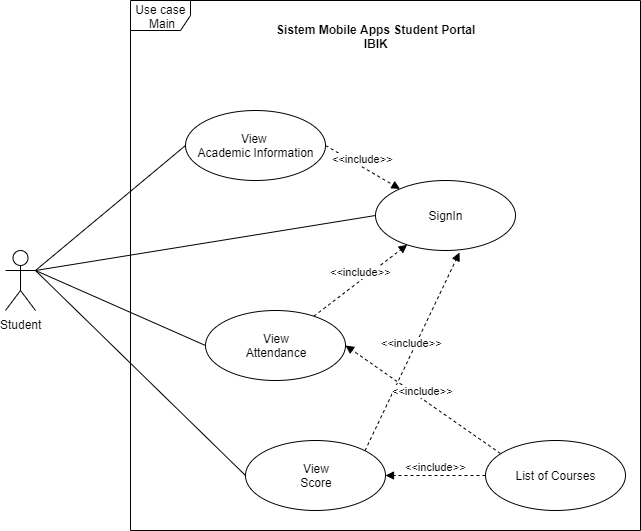 Use case
Main
Sistem Mobile Apps Student Portal
IBIK
View
Academic Information
<<include>>
SignIn
Student
<<include>>
View
Attendance
<<include>>
<<include>>
View
Score
<<include>>
List of Courses